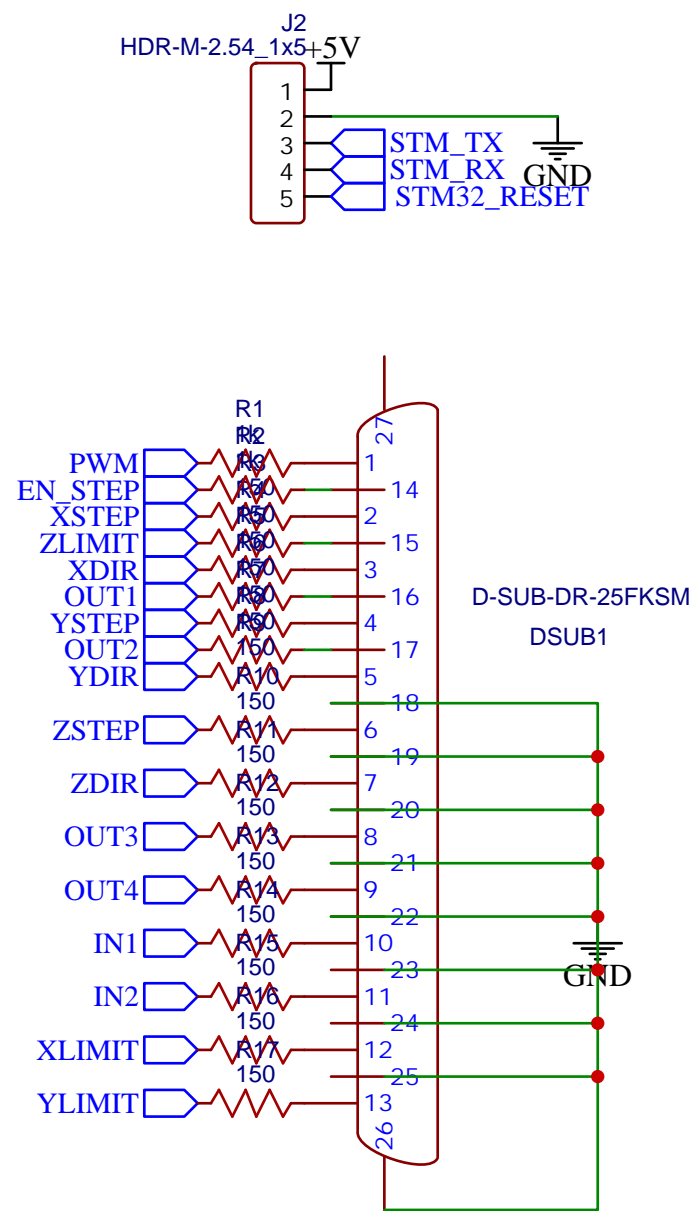 J2
HDR-M-2.54_1x5
+5V
1
2
3
4
5
STM_TX
STM_RX
STM32_RESET
GND
27
R1
R2
PWM
R3
1
EN_STEP
R4
14
XSTEP
2
ZLIMIT
15
XDIR
3
OUT1
16
D-SUB-DR-25FKSM
YSTEP
4
DSUB1
OUT2
150
17
YDIR
R10
5
150
18
ZSTEP
R11
6
150
19
ZDIR
R12
7
150
20
OUT3
R13
8
150
21
OUT4
R14
9
150
22
IN1
R15
10
150
23
GND
IN2
R16
11
150
24
XLIMIT
R17
12
150
25
YLIMIT
13
26